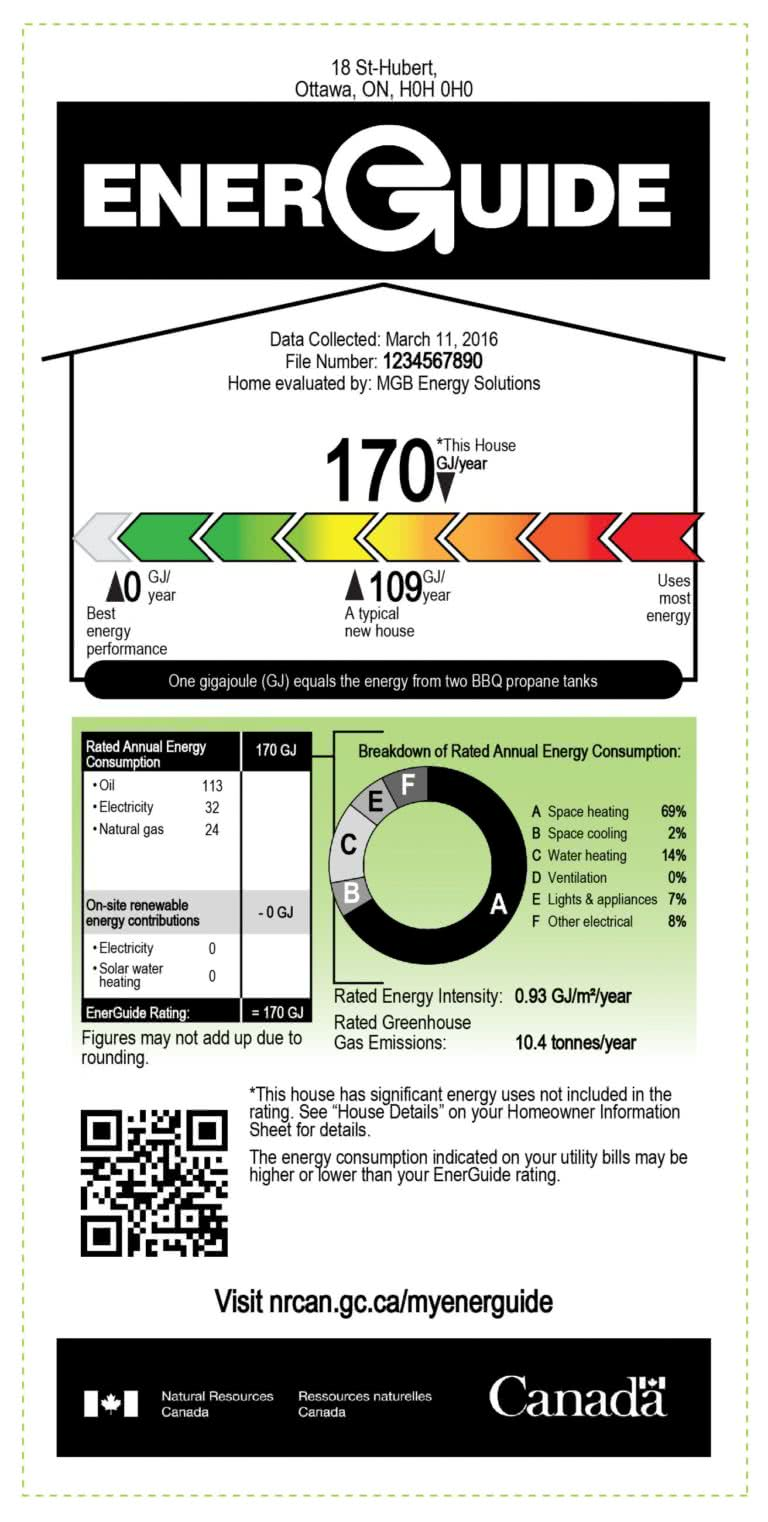 18 St-Hubert,
Ottawa, ON, H0H 0H0
ENERGUIDE
Data Collected: March 11, 2016
File Number: 1234567890
Home evaluated by: MGB Energy Solutions
170
*This House
GJ/year
0 GJ/
year
Best
energy
performance
109 GJ/
year
A typical
new house
Uses
most
energy
One gigajoule (GJ) equals the energy from two BBQ propane tanks
Rated Annual Energy
Consumption
170 GJ
• Oil 113
• Electricity 32
• Natural gas 24
On-site renewable
energy contributions
- 0 GJ
• Electricity 0
• Solar water
heating
0
EnerGuide Rating: = 170 GJ
Figures may not add up due to
rounding.
Breakdown of Rated Annual Energy Consumption:
F
E
C
B
A
A Space heating 69%
B Space cooling 2%
C Water heating 14%
D Ventilation 0%
E Lights & appliances 7%
F Other electrical 8%
Rated Energy Intensity: 0.93 GJ/m²/year
Rated Greenhouse
Gas Emissions: 10.4 tonnes/year
*This house has significant energy uses not included in the
rating. See “House Details” on your Homeowner Information
Sheet for details.
The energy consumption indicated on your utility bills may be
higher or lower than your EnerGuide rating.
Visit nrcan.gc.ca/myenerguide
Natural Resources
Canada
Ressources naturelles
Canada
Canada